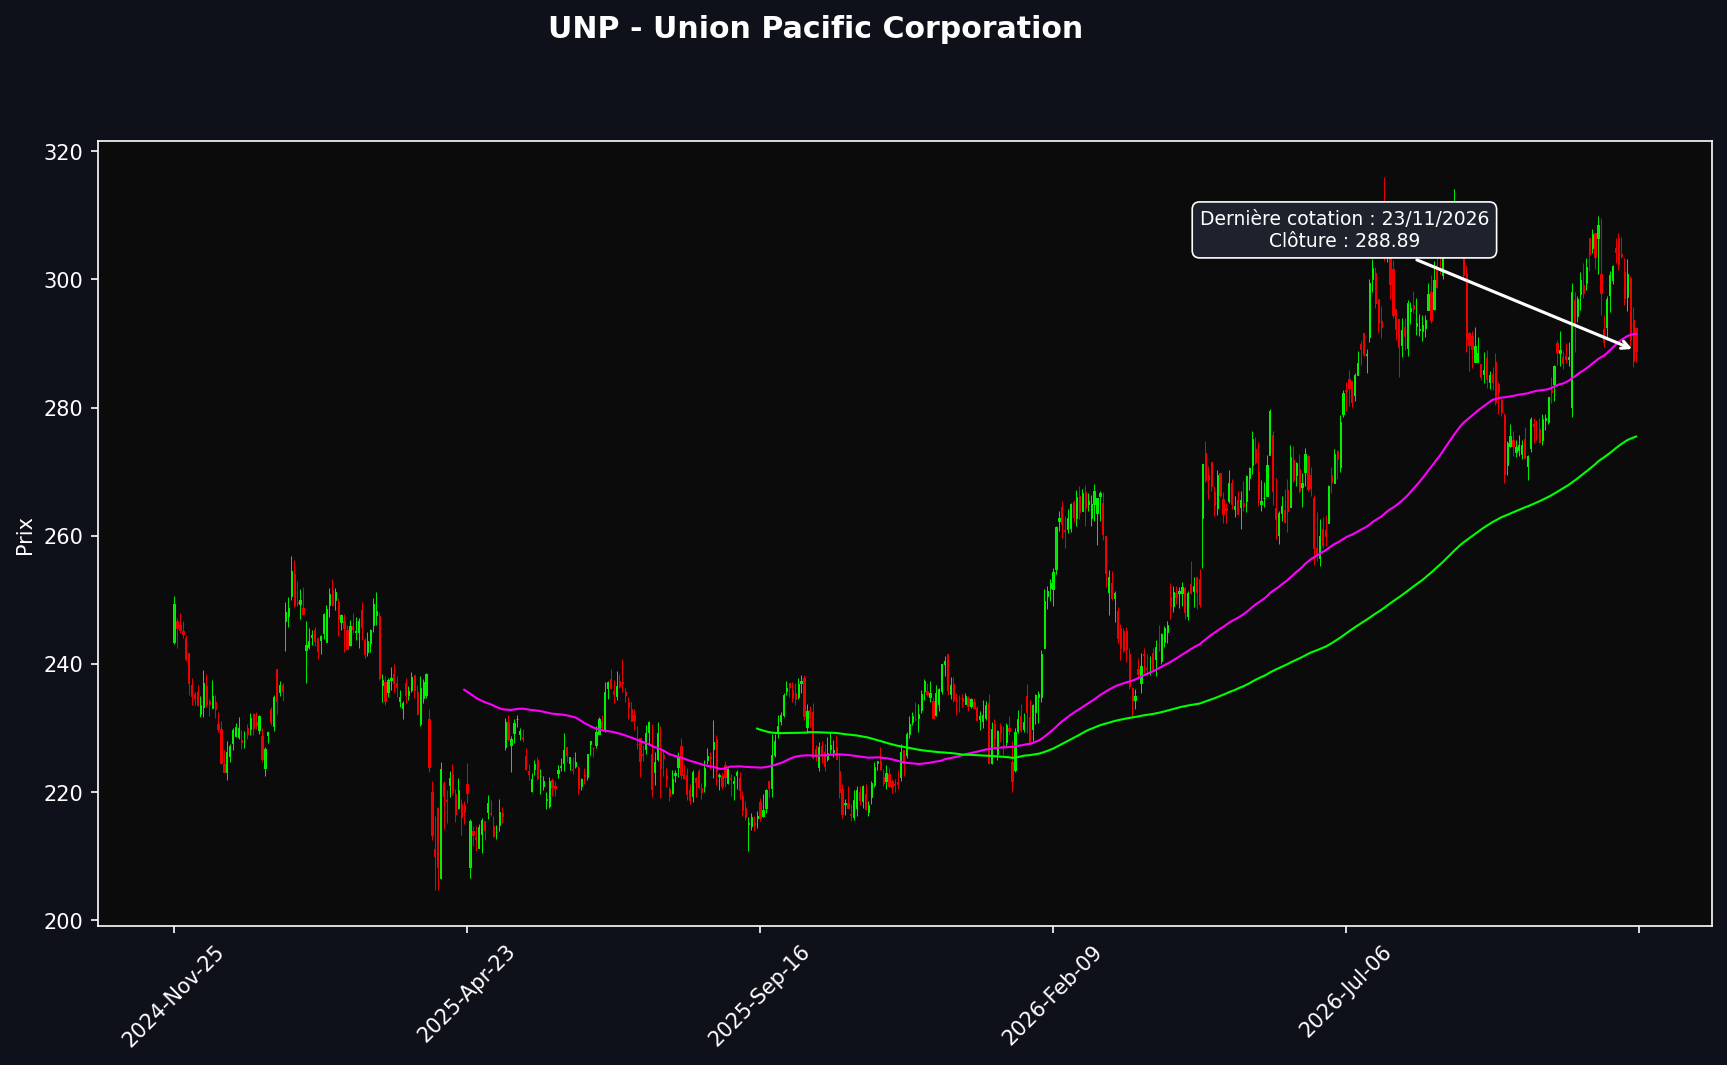 UNP - Union Pacific Corporation
320
300
280
260
240
220
200
Prix
Dernière cotation : 23/11/2026
Clôture : 288.89
2024-Nov-25
2025-Apr-23
2025-Sep-16
2026-Feb-09
2026-Jul-06